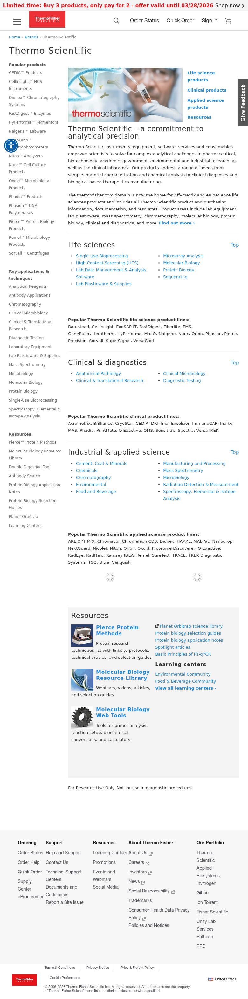 Limited time: Buy 3 products, only pay for 2 - offer valid until 03/28/2026 Shop now
ThermoFisher
SCIENTIFIC
Order Status
Quick Order
Sign in
Home › Brands › Thermo Scientific
Thermo Scientific
Popular products
CEDIA™ Products
CellInsight™ HCS
Instruments
Dionex™ Chromatography
Systems
FastDigest™ Enzymes
HyPerforma™ Fermentors
Nalgene™ Labware
Niton™ Analyzers
Nunc™ Cell Culture
Products
Oxoid™ Microbiology
Products
Phadia™ Products
Phusion™ DNA
Polymerases
Pierce™ Protein Biology
Products
Remel™ Microbiology
Products
Sorvall™ Centrifuges
Key applications &
techniques
Analytical Reagents
Antibody Applications
Chromatography
Clinical Microbiology
Clinical & Translational
Research
Diagnostic Testing
Laboratory Equipment
Lab Plasticware & Supplies
Mass Spectrometry
Microbiology
Molecular Biology
Protein Biology
Single-Use Bioprocessing
Spectroscopy, Elemental &
Isotope Analysis
Resources
Pierce™ Protein Methods
Molecular Biology Resource
Library
Double Digestion Tool
Antibody Search
Protein Biology Application
Notes
Protein Biology Selection
Guides
Planet Orbitrap
Learning Centers
thermoscientific
Life science
products
Clinical products
Applied science
products
Resources
Give Feedback
Thermo Scientific – a commitment to
analytical precision
Thermo Scientific instruments, equipment, software, services and consumables
empower scientists to solve for complex analytical challenges in pharmaceutical,
biotechnology, academic, government, environmental and industrial research, as
well as the clinical laboratory.  Our products address a range of needs from
sample, material characterization and chemical analysis to clinical diagnoses and
biological-based therapeutics manufacturing.
The thermofisher.com domain is now the home for Affymetrix and eBioscience life
sciences products and includes all Thermo Scientific product and purchasing
information, documentation, and resources. Product areas include lab equipment,
lab plasticware, mass spectrometry, chromatography, molecular biology, protein
biology, clinical and diagnostics, and more. Find out more ›
Life sciences
Top
Single-Use Bioprocessing
High-Content Screening (HCS)
Lab Data Management & Analysis
Software
Lab Plasticware & Supplies
Microarray Analysis
Molecular Biology
Protein Biology
Sequencing
Popular Thermo Scientific life science product lines:
Barnstead, CellInsight, ExoSAP-IT, FastDigest, Fiberlite, FMS,
GeneRuler, Heratherm, HyPerforma, MaxQ, Nalgene, Nunc, Orion, Phusion, Pierce,
Precision, Sorvall, SuperSignal, VersaCool
Clinical & diagnostics
Top
Anatomical Pathology
Clinical & Translational Research
Clinical Microbiology
Diagnostic Testing
Popular Thermo Scientific clinical product lines:
Acrometrix, Brilliance, CryoStar, CEDIA, DRI, Elia, Excelsior, ImmunoCAP, Indiko,
MAS, Phadia, PrintMate, Q Exactive, QMS, Sensititre, Spectra, VersaTREK
Industrial & applied science
Top
Cement, Coal & Minerals
Chemicals
Chromatography
Environmental
Food and Beverage
Manufacturing and Processing
Mass Spectrometry
Microbiology
Radiation Detection & Measurement
Spectroscopy, Elemental & Isotope
Analysis
Popular Thermo Scientific applied science product lines:
ARL OPTIM’X, Chromacol, Chromeleon CDS, Dionex, HAAKE, MAbPac, Nanodrop,
NextGuard, Nicolet, Niton, Orion, Oxoid, Proteome Discoverer, Q Exactive,
RadEye, RadHalo, Ramsey IDEA, Remel, SureTect, TRACE, TREK Diagnostic
Systems, TSQ, Ultra, Vanquish
Resources
Pierce Protein
Methods
Protein research
techniques list with links to protocols,
technical articles, and selection guides
Molecular Biology
Resource Library
Webinars, videos, articles,
and selection guides
Molecular Biology
Web Tools
Tools for primer analysis,
reaction setup, biochemical
conversions, and calculators
Planet Orbitrap science library
Protein biology selection guides
Protein biology application notes
Spotlight articles
Basic Principles of RT-qPCR
Learning centers
Environmental Community
Food & Beverage Community
View all learning centers ›
For Research Use Only. Not for use in diagnostic procedures.
Ordering
Order Status
Order Help
Quick Order
Supply
Center
eProcurement
Support
Help and Support
Contact Us
Technical Support
Centers
Documents and
Certificates
Report a Site Issue
Resources
Learning Centers
Promotions
Events and
Webinars
Social Media
About Thermo Fisher
About Us
Careers
Investors
News
Social Responsibility
Trademarks
Consumer Health Data Privacy
Policy
Policies and Notices
Our Portfolio
Thermo
Scientific
Applied
Biosystems
Invitrogen
Gibco
Ion Torrent
Fisher Scientific
Unity Lab
Services
Patheon
PPD
Terms & Conditions
Privacy Notice
Price & Freight Policy
Cookie Preferences
ThermoFisher
SCIENTIFIC
© 2006-2026 Thermo Fisher Scientific Inc. All rights reserved. All trademarks are the property
of Thermo Fisher Scientific and its subsidiaries unless otherwise specified.
United States